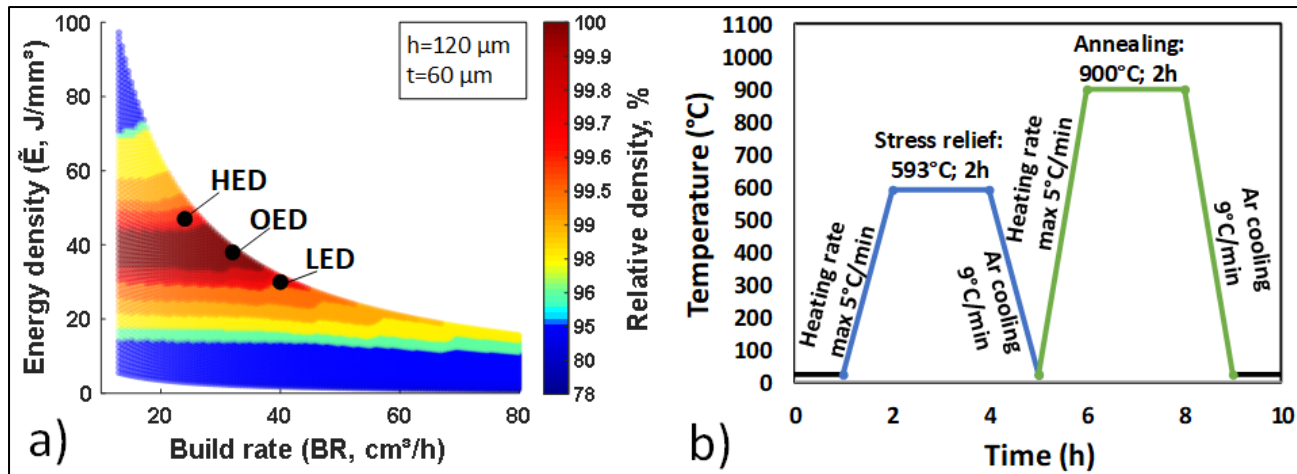 100
80
60
40
20
0
Energy density (Ẽ, J/mm³)
20
40
60
80
Build rate (BR, cm³/h)
h=120 µm
t=60 µm
HED
OED
LED
100
99.9
99.8
99.7
99.6
99.5
99
98
96
95
80
78
Relative density, %
a)
1100
1000
900
800
700
600
500
400
300
200
100
0
Temperature (°C)
0
2
4
6
8
10
Time (h)
Heating rate
max 5°C/min
Stress relief:
593°C; 2h
Ar cooling
9°C/min
Heating rate
max 5°C/min
Annealing:
900°C; 2h
Ar cooling
9°C/min
b)